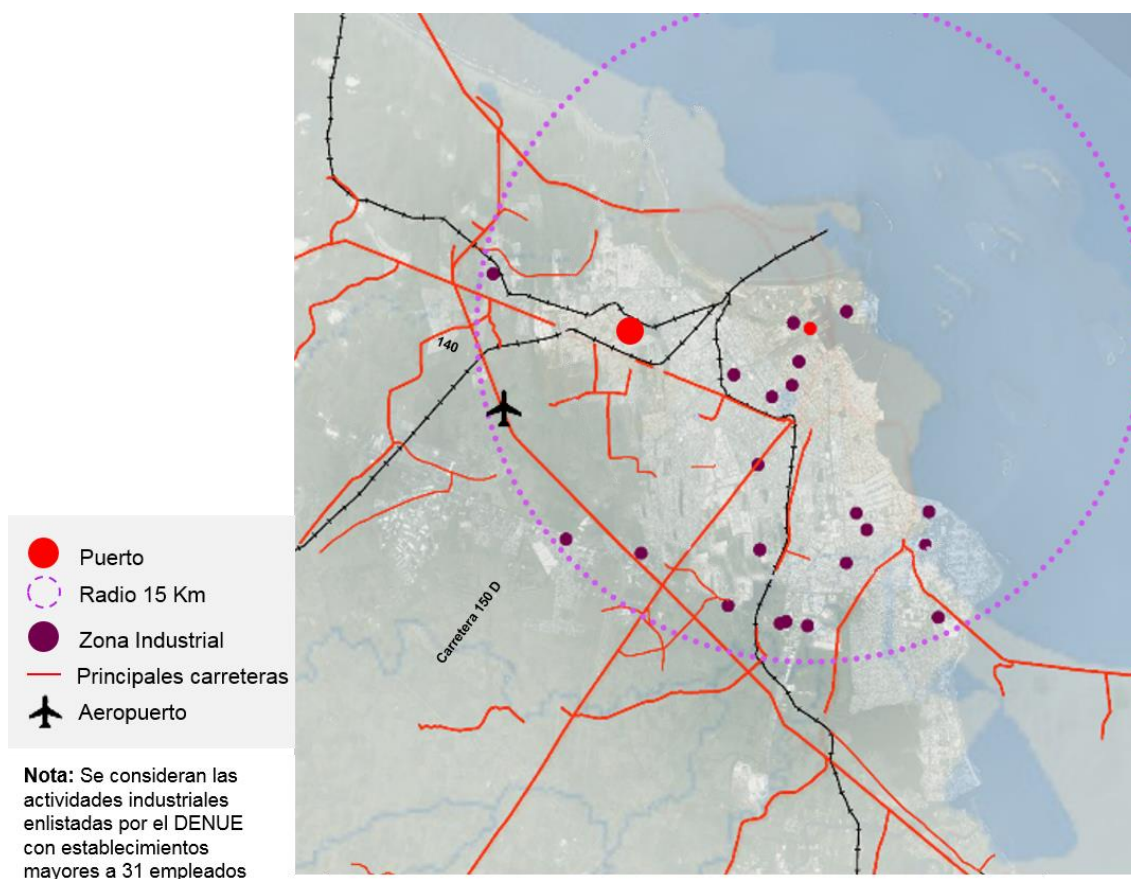 140
Carretera 150 D
Puerto
Radio 15 Km
Zona Industrial
Principales carreteras
Aeropuerto
Nota: Se consideran las
actividades industriales
enlistadas por el DENUE
con establecimientos
mayores a 31 empleados